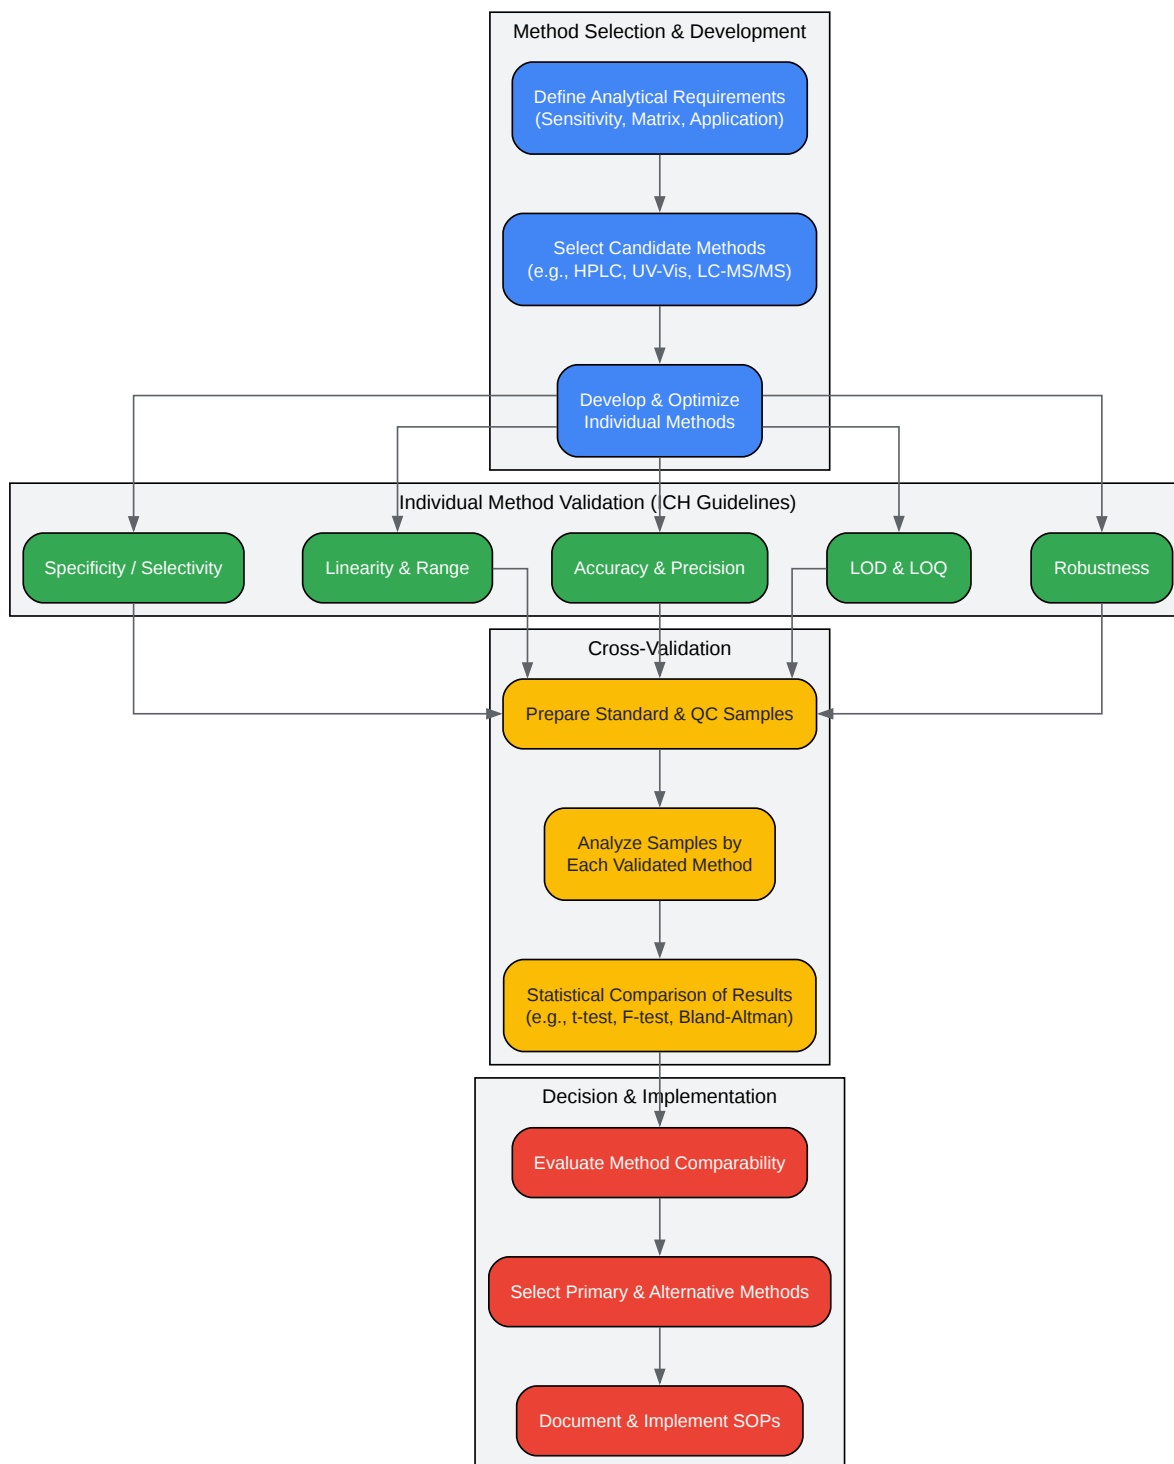 Method Selection & Development
Define Analytical Requirements
(Sensitivity, Matrix, Application)
Select Candidate Methods
(e.g., HPLC, UV-Vis, LC-MS/MS)
Develop & Optimize
Individual Methods
Individual Method Validation (ICH Guidelines)
Specificity / Selectivity
Linearity & Range
Accuracy & Precision
LOD & LOQ
Robustness
Cross-Validation
Prepare Standard & QC Samples
Analyze Samples by
Each Validated Method
Statistical Comparison of Results
(e.g., t-test, F-test, Bland-Altman)
Decision & Implementation
Evaluate Method Comparability
Select Primary & Alternative Methods
Document & Implement SOPs